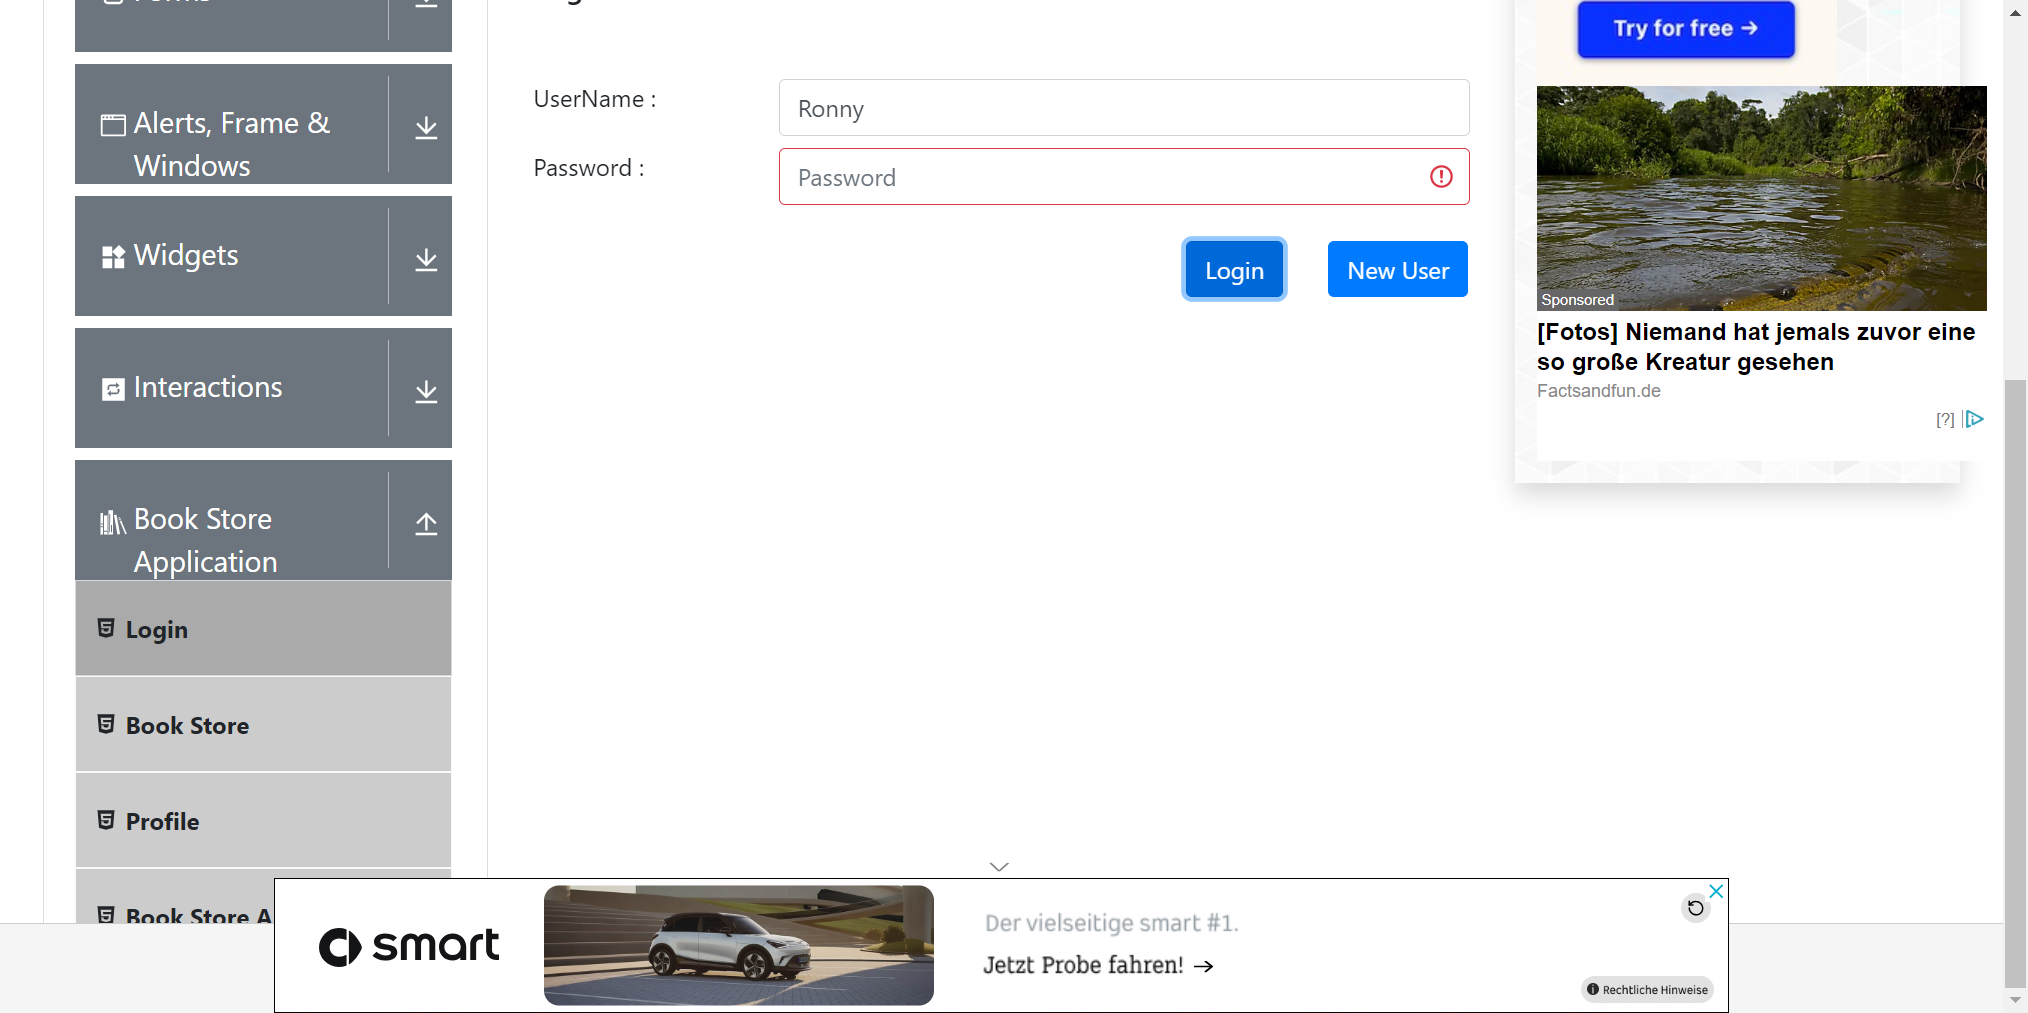 Alerts, Frame &
Windows
Widgets
Interactions
Book Store
Application
Login
Book Store
Profile
Book Store A
UserName :
Ronny
Password :
Password
Login
New User
Try for free →
Sponsored
[Fotos] Niemand hat jemals zuvor eine
so große Kreatur gesehen
Factsandfun.de
[?]
smart
Der vielseitige smart #1.
Jetzt Probe fahren! →
Rechtliche Hinweise